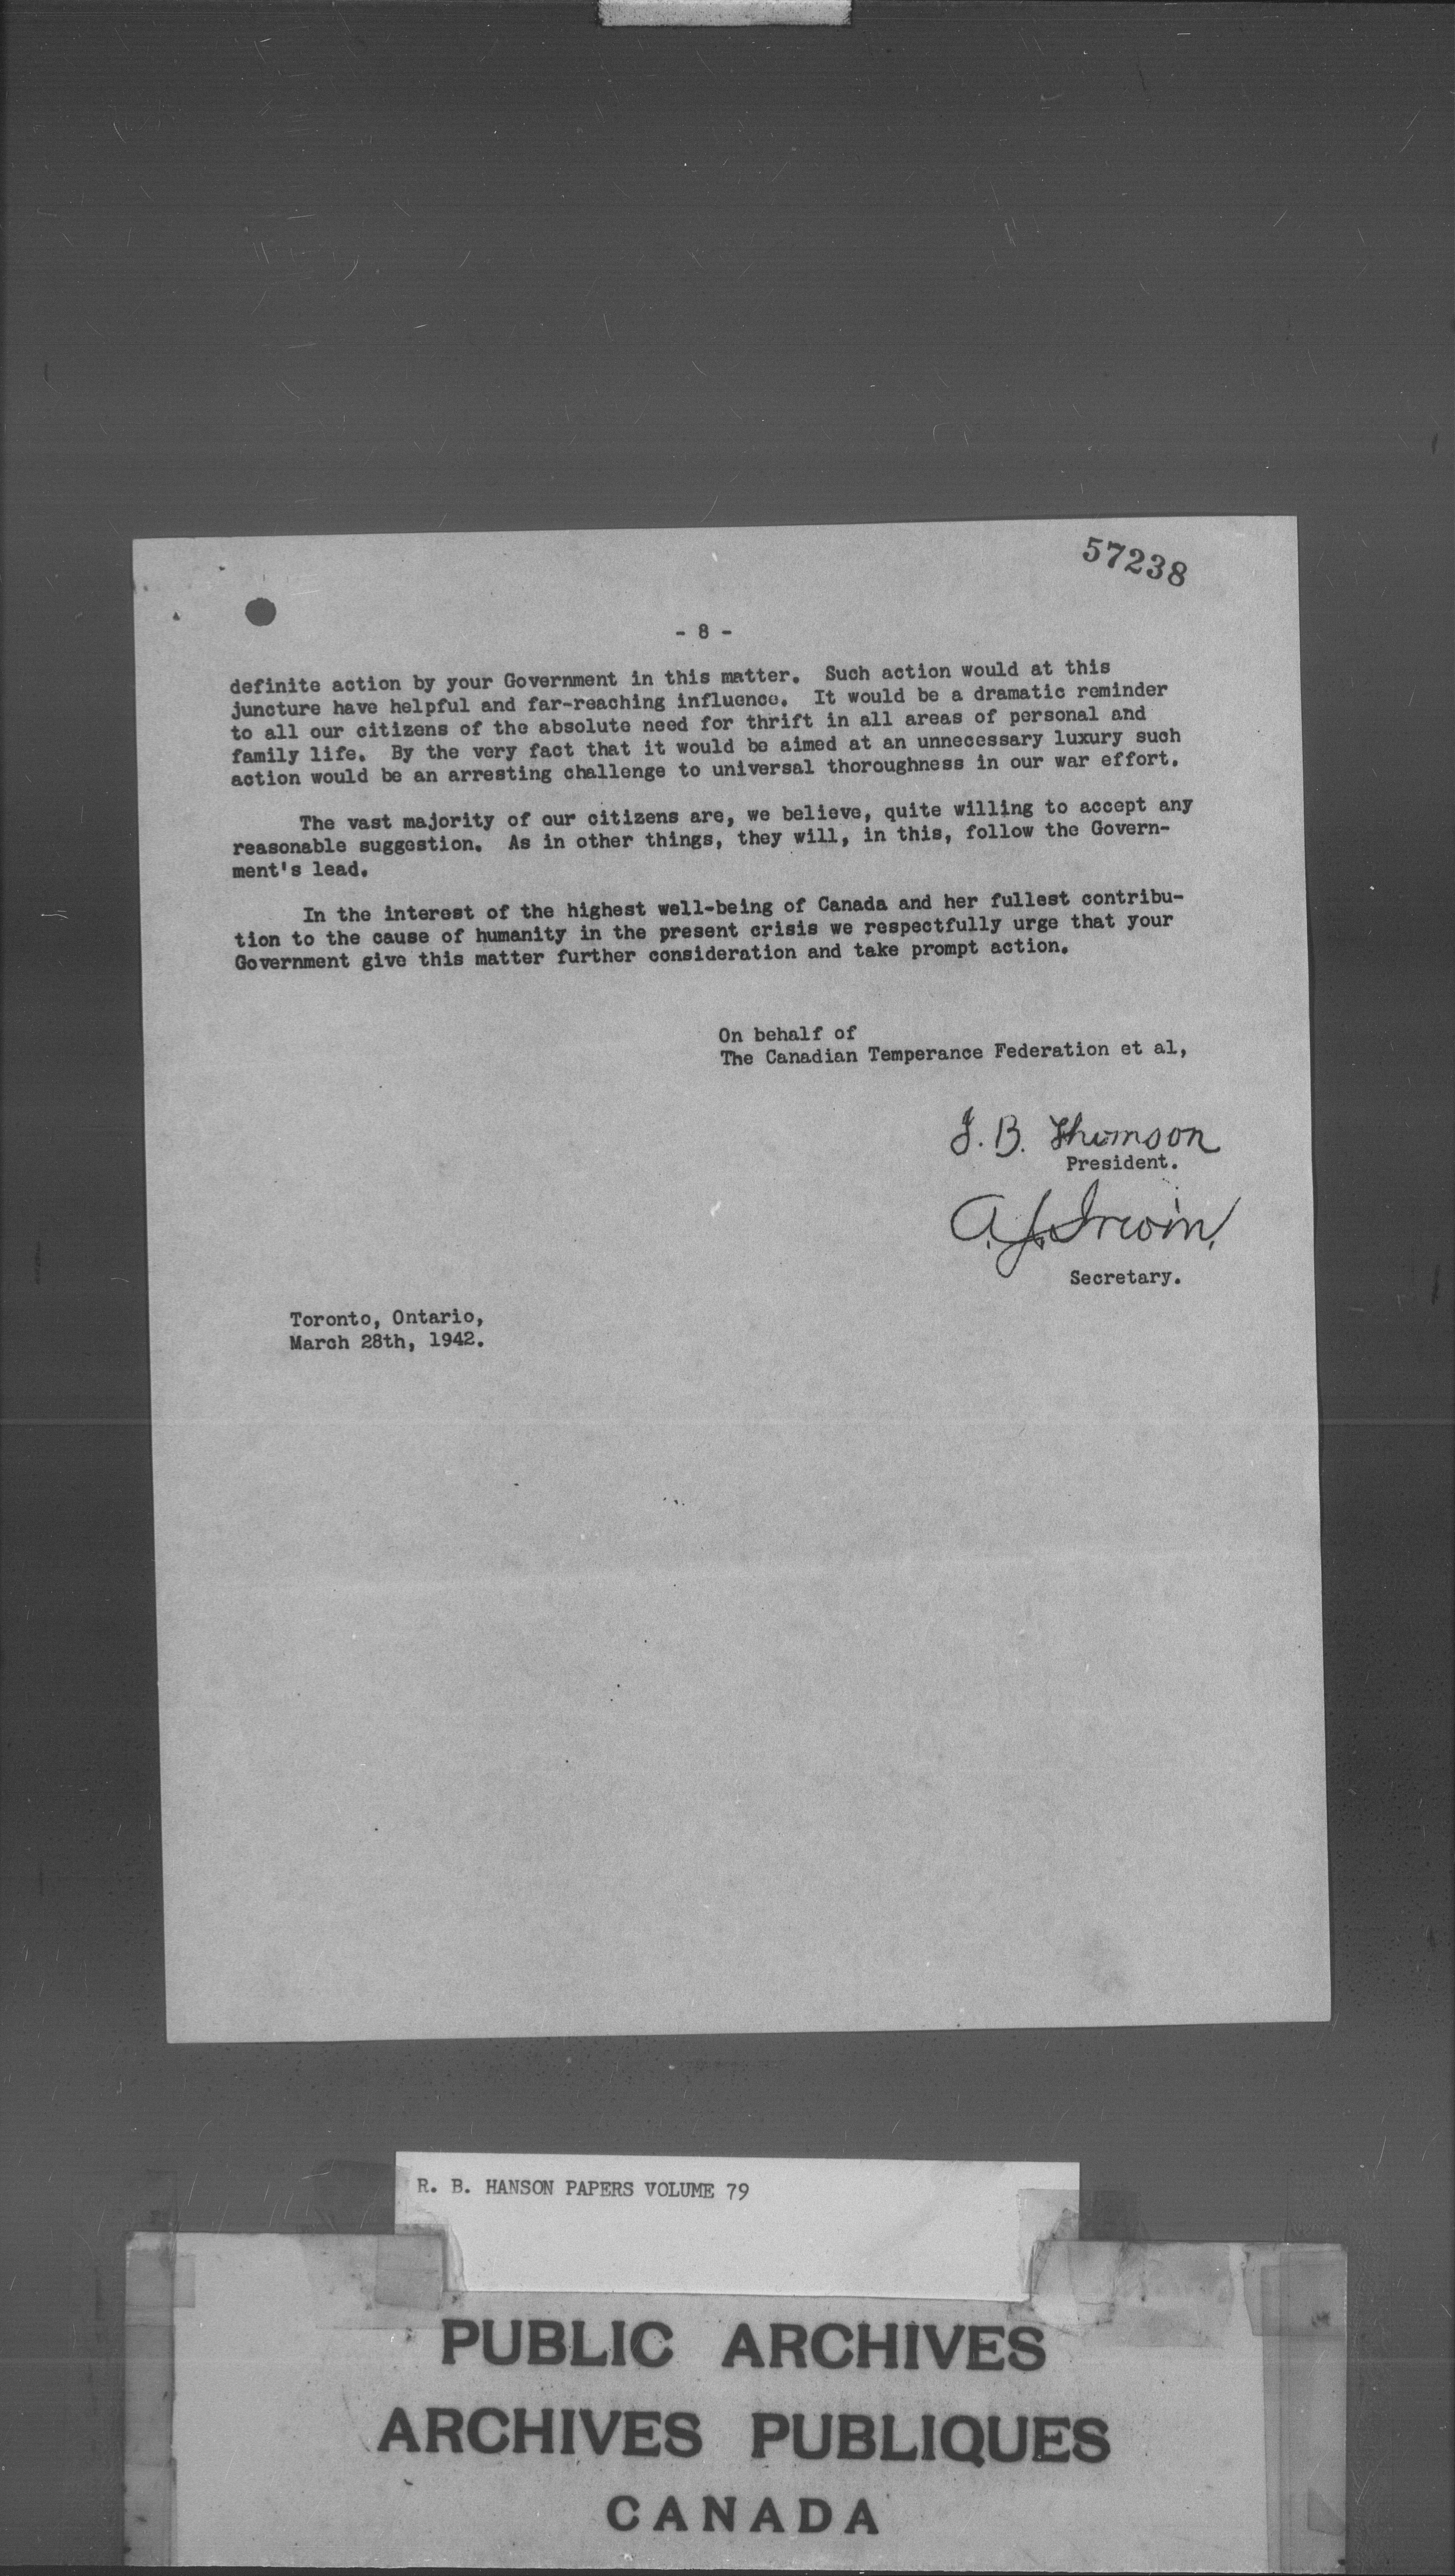 57238
- 8 -
definite action by your Government in this matter. Such action would at this
juncture have helpful and far-reaching influence. It would be a dramatic reminder
to all our citizens of the absolute need for thrift in all areas of personal and
family life. By the very fact that it would be aimed at an unnecessary luxury such
action would be an arresting challenge to universal thoroughness in our war effort.
The vast majority of our citizens are, we believe, quite willing to accept any
reasonable suggestion. As in other things, they will, in this, follow the Govern-
ment's lead.
In the interest of the highest well-being of Canada and her fullest contribu-
tion to the cause of humanity in the present crisis we respectfully urge that your
Government give this matter further consideration and take prompt action.
On behalf of
The Canadian Temperance Federation et al,
J. B. Thomson
President.
A. J. Irwin.
Secretary.
Toronto, Ontario,
March 28th, 1942.
R. B. HANSON PAPERS VOLUME 79
PUBLIC ARCHIVES
ARCHIVES PUBLIQUES
CANADA